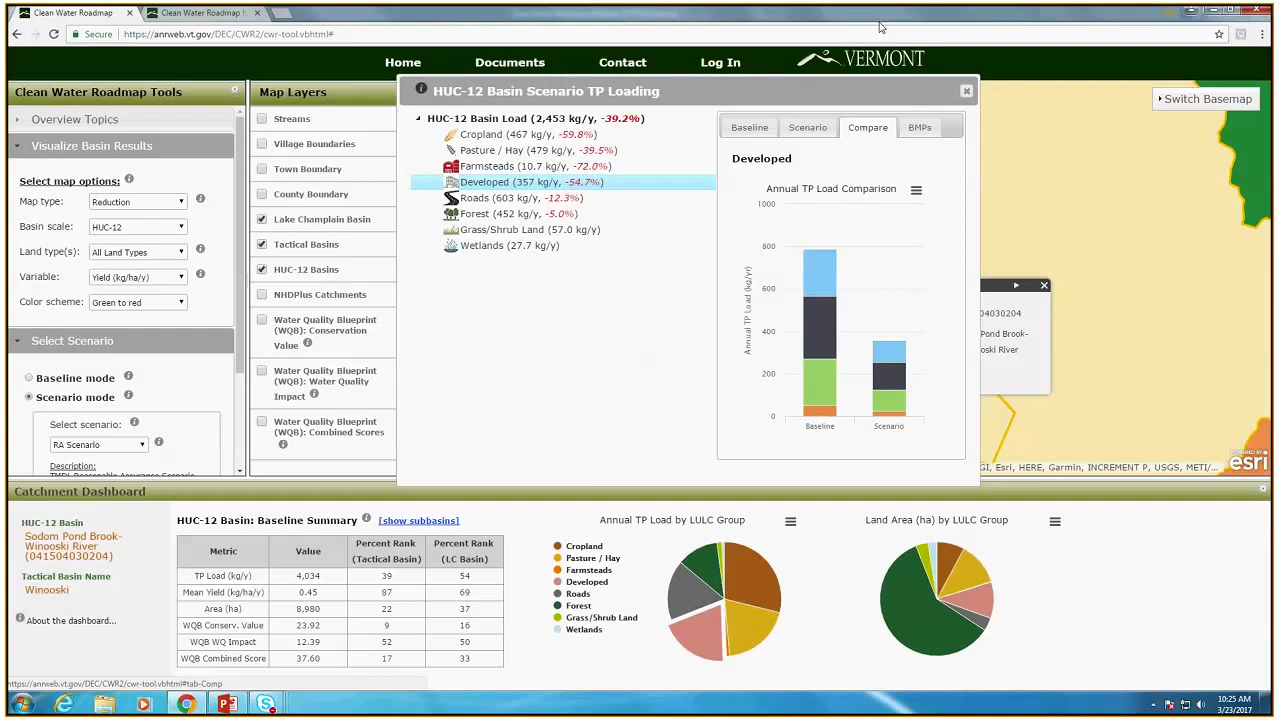 Clean Water Roadmap
Clean Water Roadmap
Secure https://anrweb.vt.gov/DEC/CWR2/cwr-tool.vbhtml#
Home Documents Contact Log In VERMONT
Clean Water Roadmap Tools
Overview Topics
Visualize Basin Results
Select map options:
Map type: Reduction
Basin scale: HUC-12
Land type(s): All Land Types
Variable: Yield (kg/ha/y)
Color scheme: Green to red
Select Scenario
Baseline mode
Scenario mode
Select scenario:
RA Scenario
Description:
Map Layers
Streams
Village Boundaries
Town Boundary
County Boundary
Lake Champlain Basin
Tactical Basins
HUC-12 Basins
NHDPlus Catchments
Water Quality Blueprint
(WQB): Conservation
Value
Water Quality Blueprint
(WQB): Water Quality
Impact
Water Quality Blueprint
(WQB): Combined Scores
HUC-12 Basin Scenario TP Loading
HUC-12 Basin Load (2,453 kg/y, -39.2%)
Cropland (467 kg/y, -59.8%)
Pasture / Hay (479 kg/y, -39.5%)
Farmsteads (10.7 kg/y, -72.0%)
Developed (357 kg/y, -54.7%)
Roads (603 kg/y, -12.3%)
Forest (452 kg/y, -5.0%)
Grass/Shrub Land (57.0 kg/y)
Wetlands (27.7 kg/y)
Baseline Scenario Compare BMPs
Developed
Annual TP Load Comparison
Annual TP Load (kg/yr)
1000
800
600
400
200
0
Baseline Scenario
Switch Basemap
04030204
Pond Brook-
ooski River
GI, Esri, HERE, Garmin, INCREMENT P, USGS, METI/...
POWERED BY
esri
Catchment Dashboard
HUC-12 Basin
Sodom Pond Brook-
Winooski River
(041504030204)
Tactical Basin Name
Winooski
About the dashboard...
HUC-12 Basin: Baseline Summary [show subbasins]
Metric Value Percent Rank (Tactical Basin) Percent Rank (LC Basin)
TP Load (kg/y) 4,034 39 54
Mean Yield (kg/ha/y) 0.45 87 69
Area (ha) 8,980 22 37
WQB Conserv. Value 23.92 9 16
WQB WQ Impact 12.39 52 50
WQB Combined Score 37.60 17 33
Annual TP Load by LULC Group
Cropland
Pasture / Hay
Farmsteads
Developed
Roads
Forest
Grass/Shrub Land
Wetlands
Land Area (ha) by LULC Group
https://anrweb.vt.gov/DEC/CWR2/cwr-tool.vbhtml#tab-Comp
10:25 AM
3/23/2017